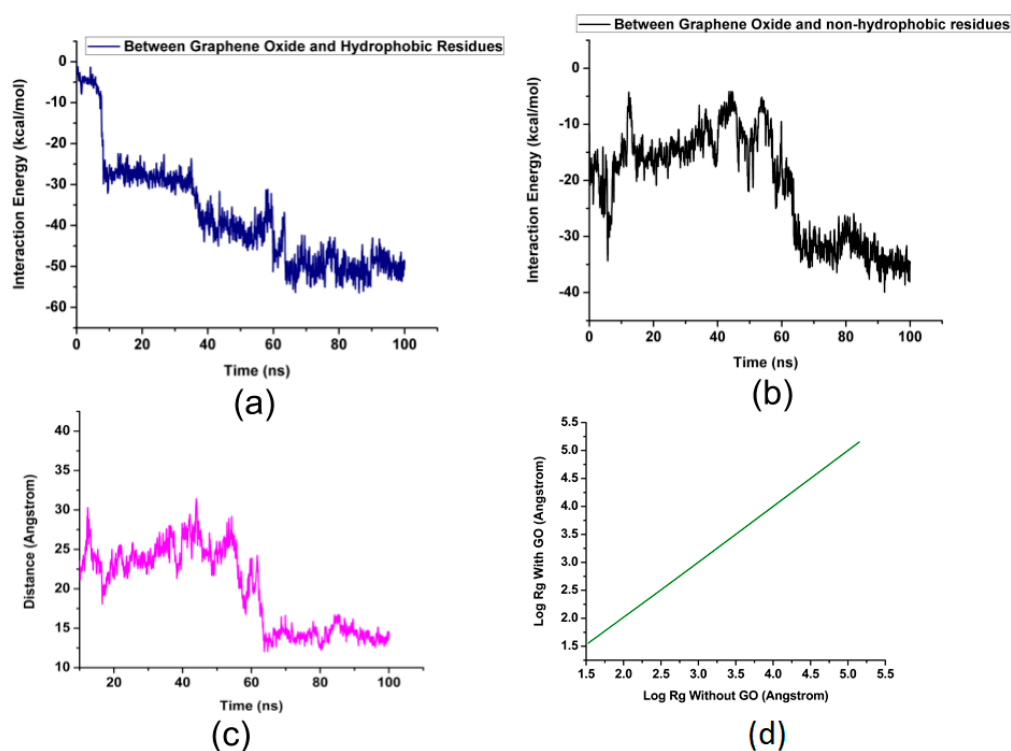 Between Graphene Oxide and Hydrophobic Residues
0
-10
-20
-30
-40
-50
-60
Interaction Energy (kcal/mol)
0 20 40 60 80 100
Time (ns)
(a)
Between Graphene Oxide and non-hydrophobic residues
0
-10
-20
-30
-40
Interaction Energy (kcal/mol)
0 20 40 60 80 100
Time (ns)
(b)
40
35
30
25
20
15
10
Distance (Angstrom)
20 40 60 80 100
Time (ns)
(c)
5.5
5.0
4.5
4.0
3.5
3.0
2.5
2.0
1.5
Log Rg With GO (Angstrom)
1.5 2.0 2.5 3.0 3.5 4.0 4.5 5.0 5.5
Log Rg Without GO (Angstrom)
(d)